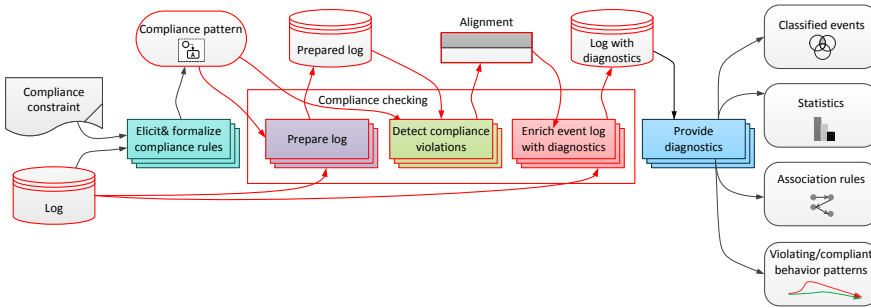 Compliance pattern
A
Prepared log
Alignment
Log with
diagnostics
Classified events
Compliance
constraint
Compliance checking
Statistics
Elicit& formalize
compliance rules
Prepare log
Detect compliance
violations
Enrich event log
with diagnostics
Provide
diagnostics
Log
Association rules
Violating/compliant
behavior patterns